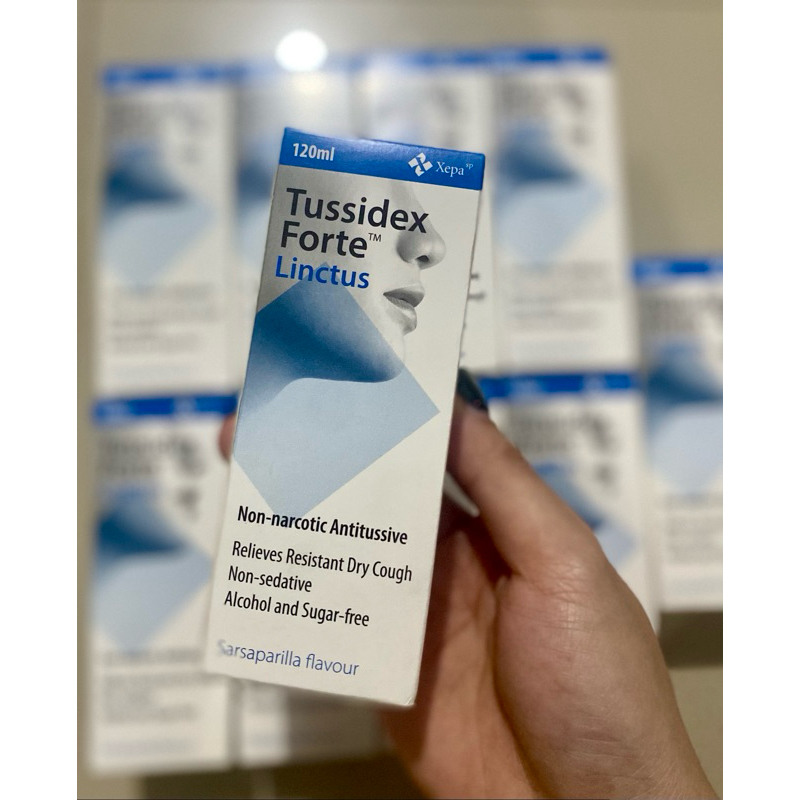 120ml
Xepa
Tussidex
Forte™
Linctus
Non-narcotic Antitussive
Relieves Resistant Dry Cough
Non-sedative
Alcohol and Sugar-free
Sarsaparilla flavour